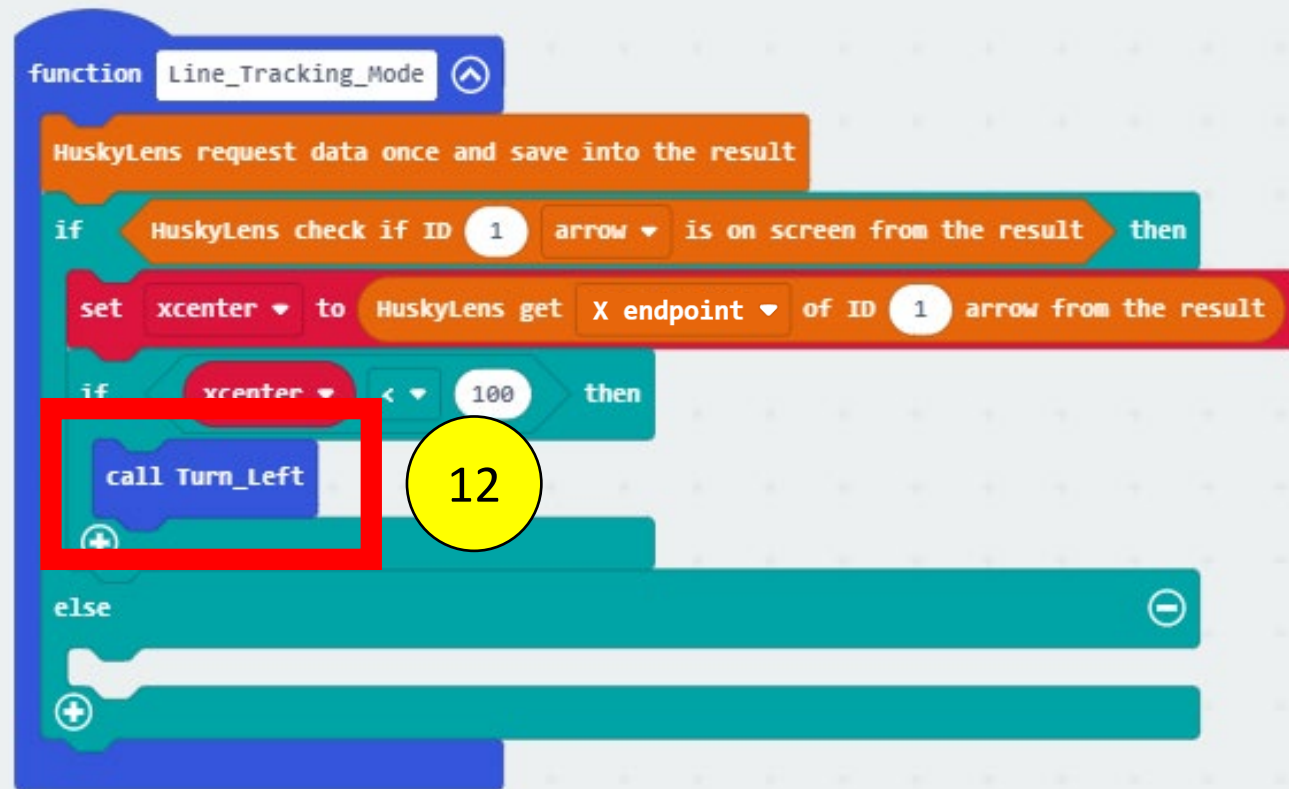 function Line_Tracking_Mode
HuskyLens request data once and save into the result
if HuskyLens check if ID 1 arrow is on screen from the result then
set xcenter to HuskyLens get X endpoint of ID 1 arrow from the result
if xcenter < 100 then
call Turn_Left
12
else